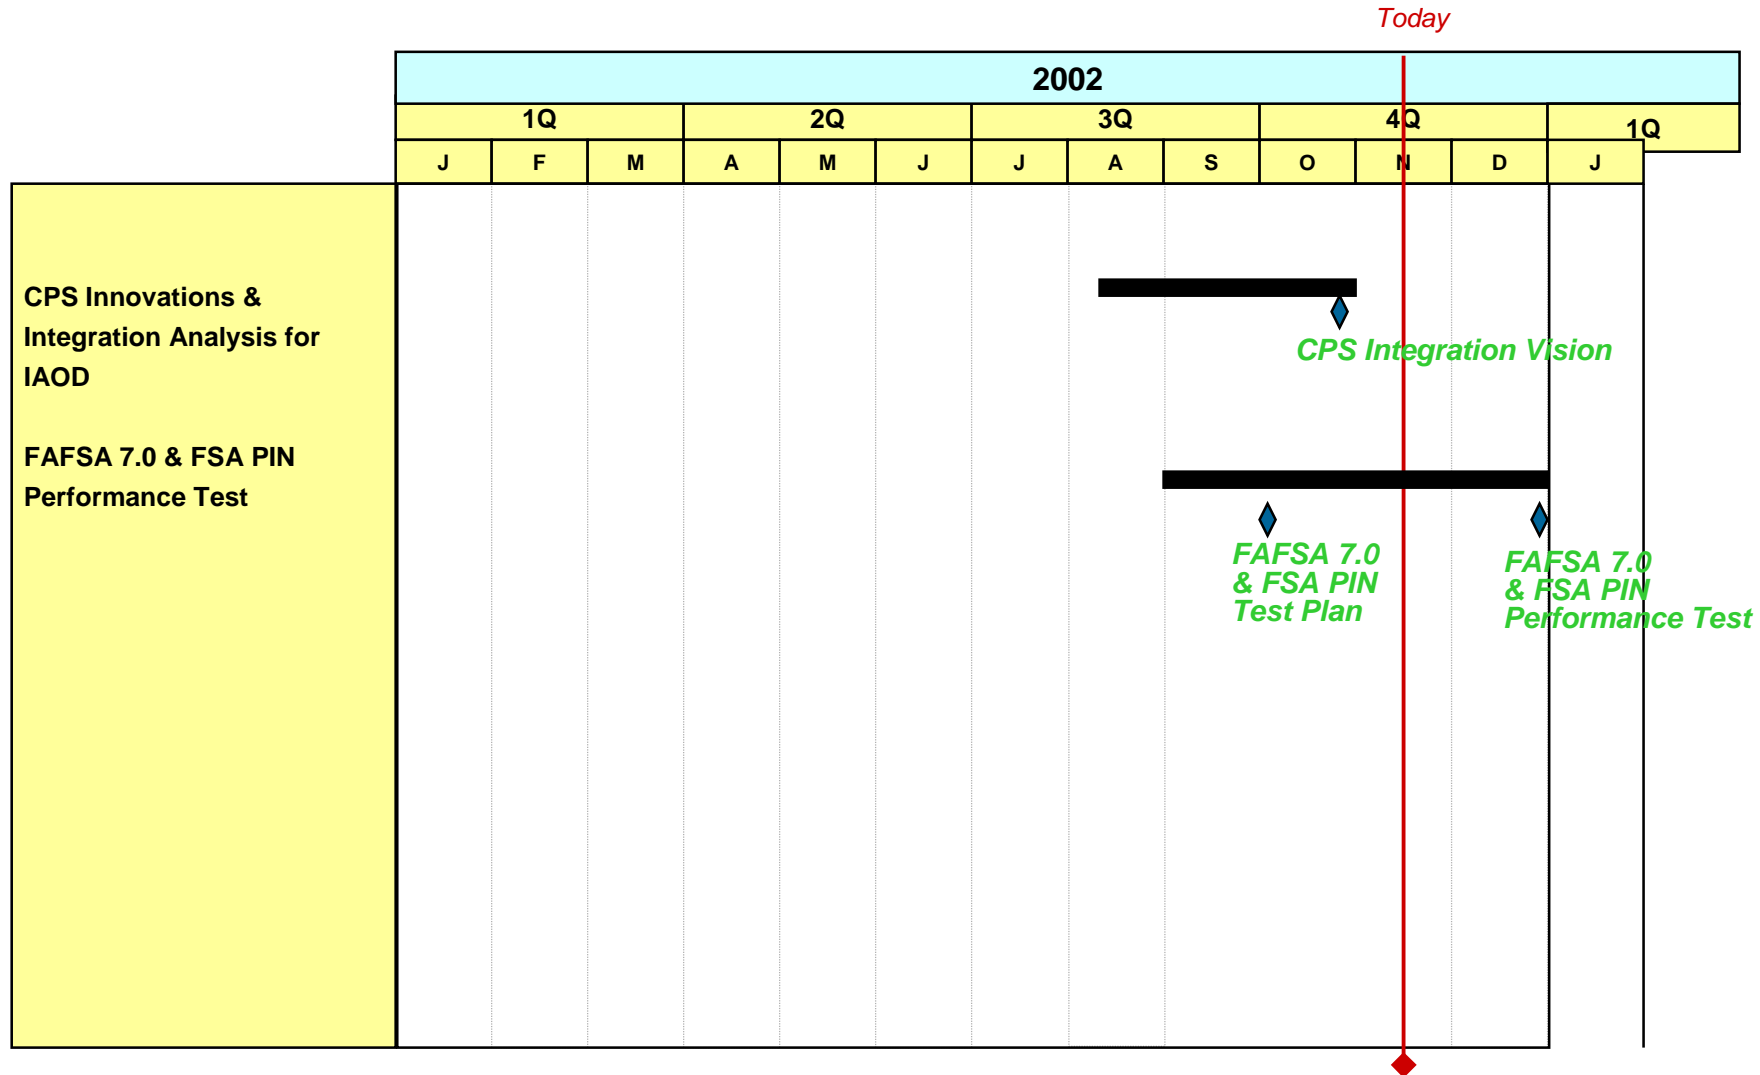 Today
2002
1Q 2Q 3Q 4Q 1Q
J F M A M J J A S O N D J
CPS Innovations &
Integration Analysis for
IAOD
CPS Integration Vision
FAFSA 7.0 & FSA PIN
Performance Test
FAFSA 7.0
& FSA PIN
Test Plan
FAFSA 7.0
& FSA PIN
Performance Test